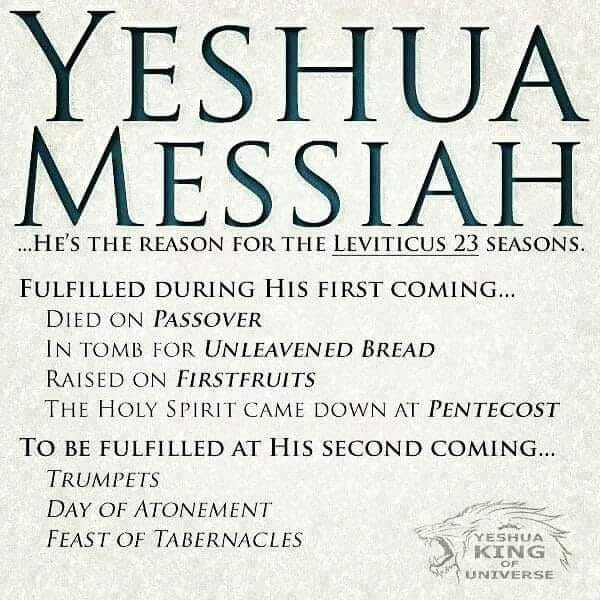 YESHUA
MESSIAH
...HE'S THE REASON FOR THE LEVITICUS 23 SEASONS.
FULFILLED DURING HIS FIRST COMING...
DIED ON PASSOVER
IN TOMB FOR UNLEAVENED BREAD
RAISED ON FIRSTFRUITS
THE HOLY SPIRIT CAME DOWN AT PENTECOST
TO BE FULFILLED AT HIS SECOND COMING...
TRUMPETS
DAY OF ATONEMENT
FEAST OF TABERNACLES
YESHUA
KING
OF
UNIVERSE